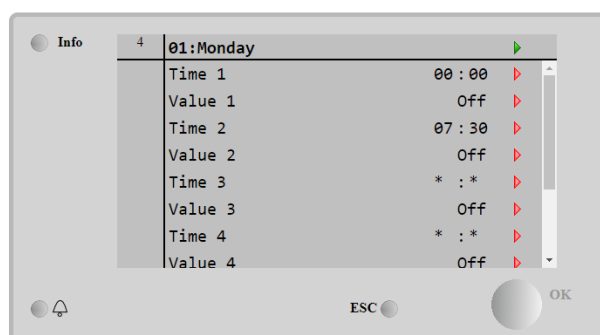 Info
4 01:Monday
Time 1 00:00
Value 1 Off
Time 2 07:30
Value 2 Off
Time 3 * :*
Value 3 Off
Time 4 * :*
Value 4 Off
ESC
OK